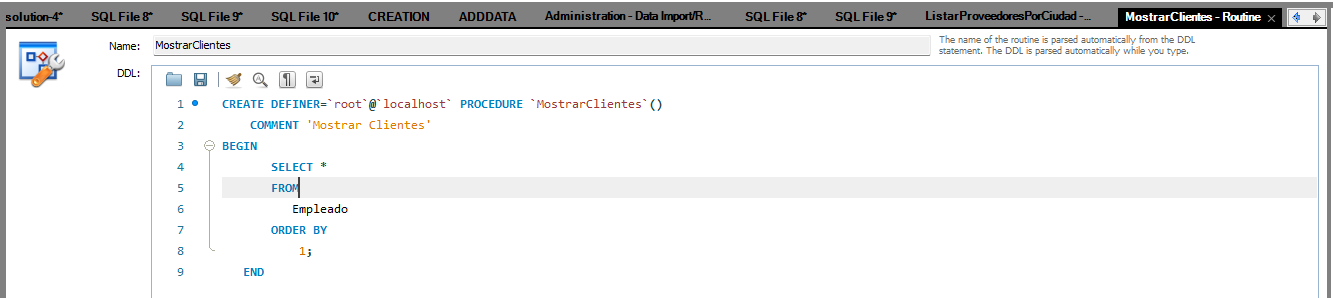 solution-4* SQL File 8* SQL File 9* SQL File 10* CREATION ADDDATA Administration - Data Import/R... SQL File 8* SQL File 9* ListarProveedoresPorCiudad -... MostrarClientes - Routine ×
Name: MostrarClientes
The name of the routine is parsed automatically from the DDL
statement. The DDL is parsed automatically while you type.
DDL:
1 CREATE DEFINER=`root`@`localhost` PROCEDURE `MostrarClientes`()
2 COMMENT 'Mostrar Clientes'
3 BEGIN
4 SELECT *
5 FROM
6 Empleado
7 ORDER BY
8 1;
9 END